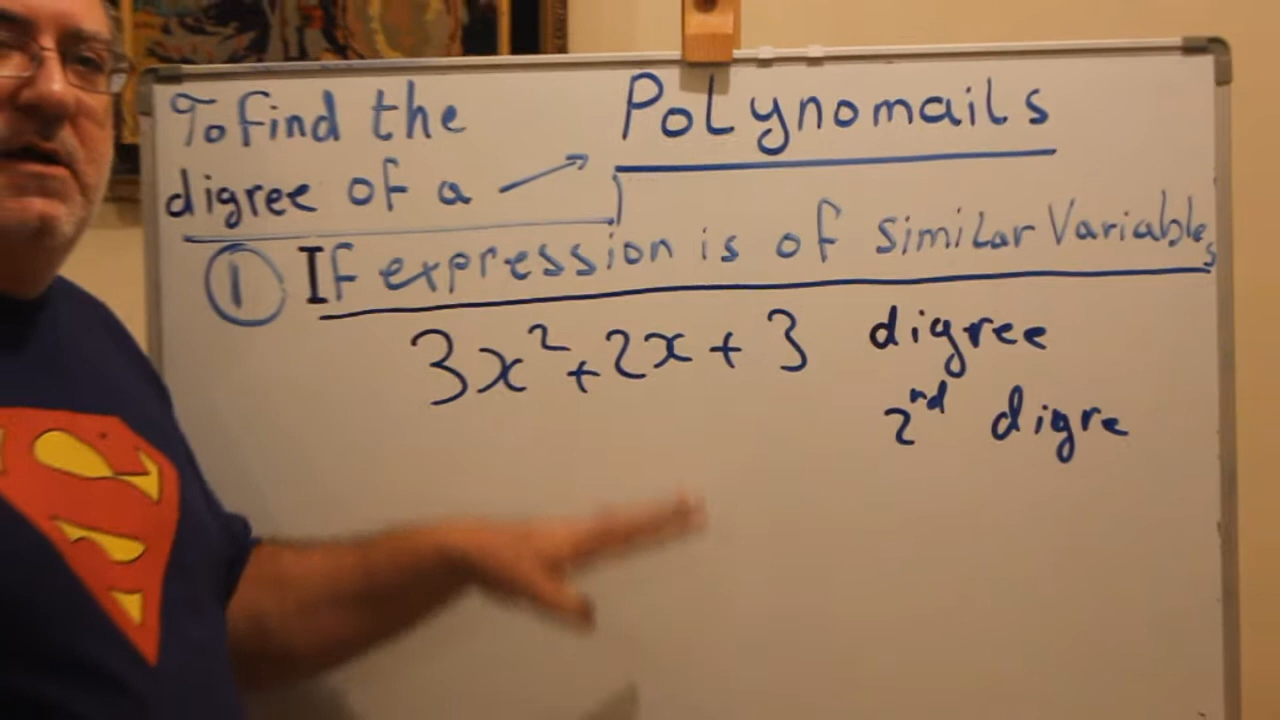 To find the
digree of a → Polynomails
① If expression is of similar Variables
3x² + 2x + 3 digree
2nd digre